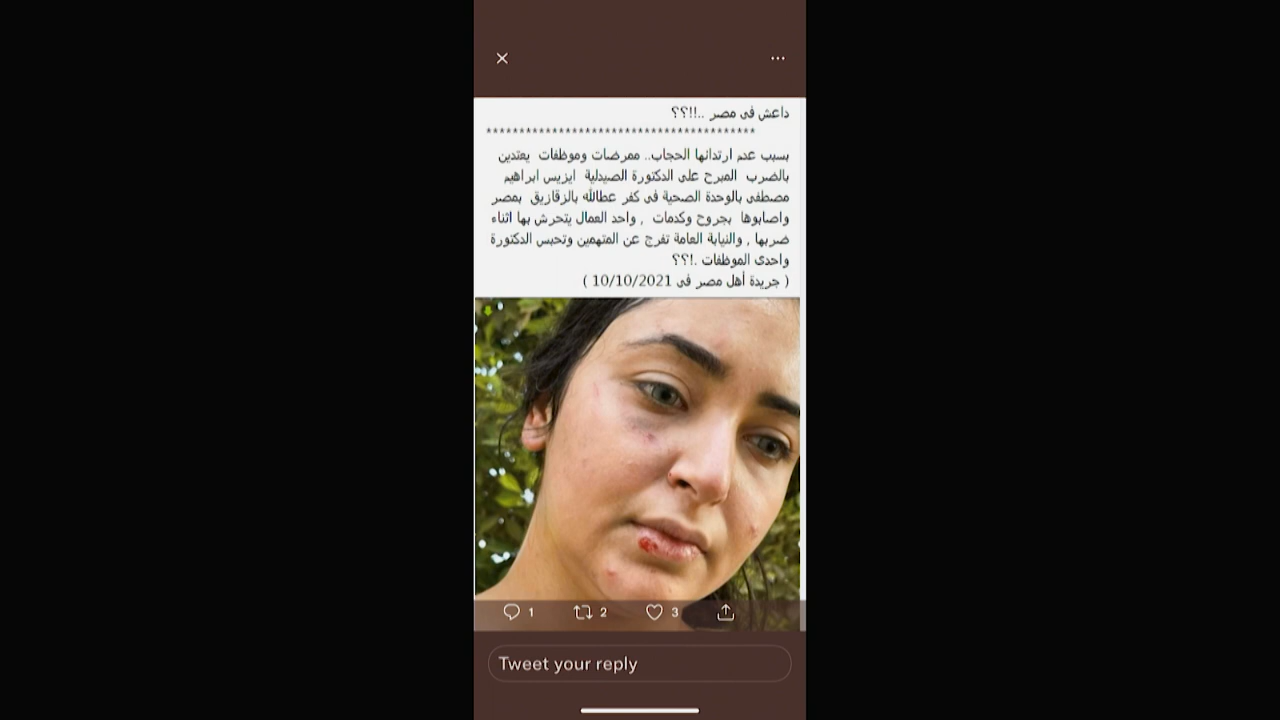 داعش فى مصر ..!!؟؟
*****************************************
بسبب عدم ارتدائها الحجاب.. ممرضات وموظفات يعتدين
بالضرب المبرح على الدكتورة الصيدلية ايزيس ابراهيم
مصطفى بالوحدة الصحية فى كفر عطالله بالزقازيق بمصر
واصابوها بجروح وكدمات , واحد العمال يتحرش بها اثناء
ضربها , والنيابة العامة تفرج عن المتهمين وتحبس الدكتورة
واحدى الموظفات .!؟؟
( جريدة أهل مصر فى 10/10/2021 )
1 2 3
Tweet your reply